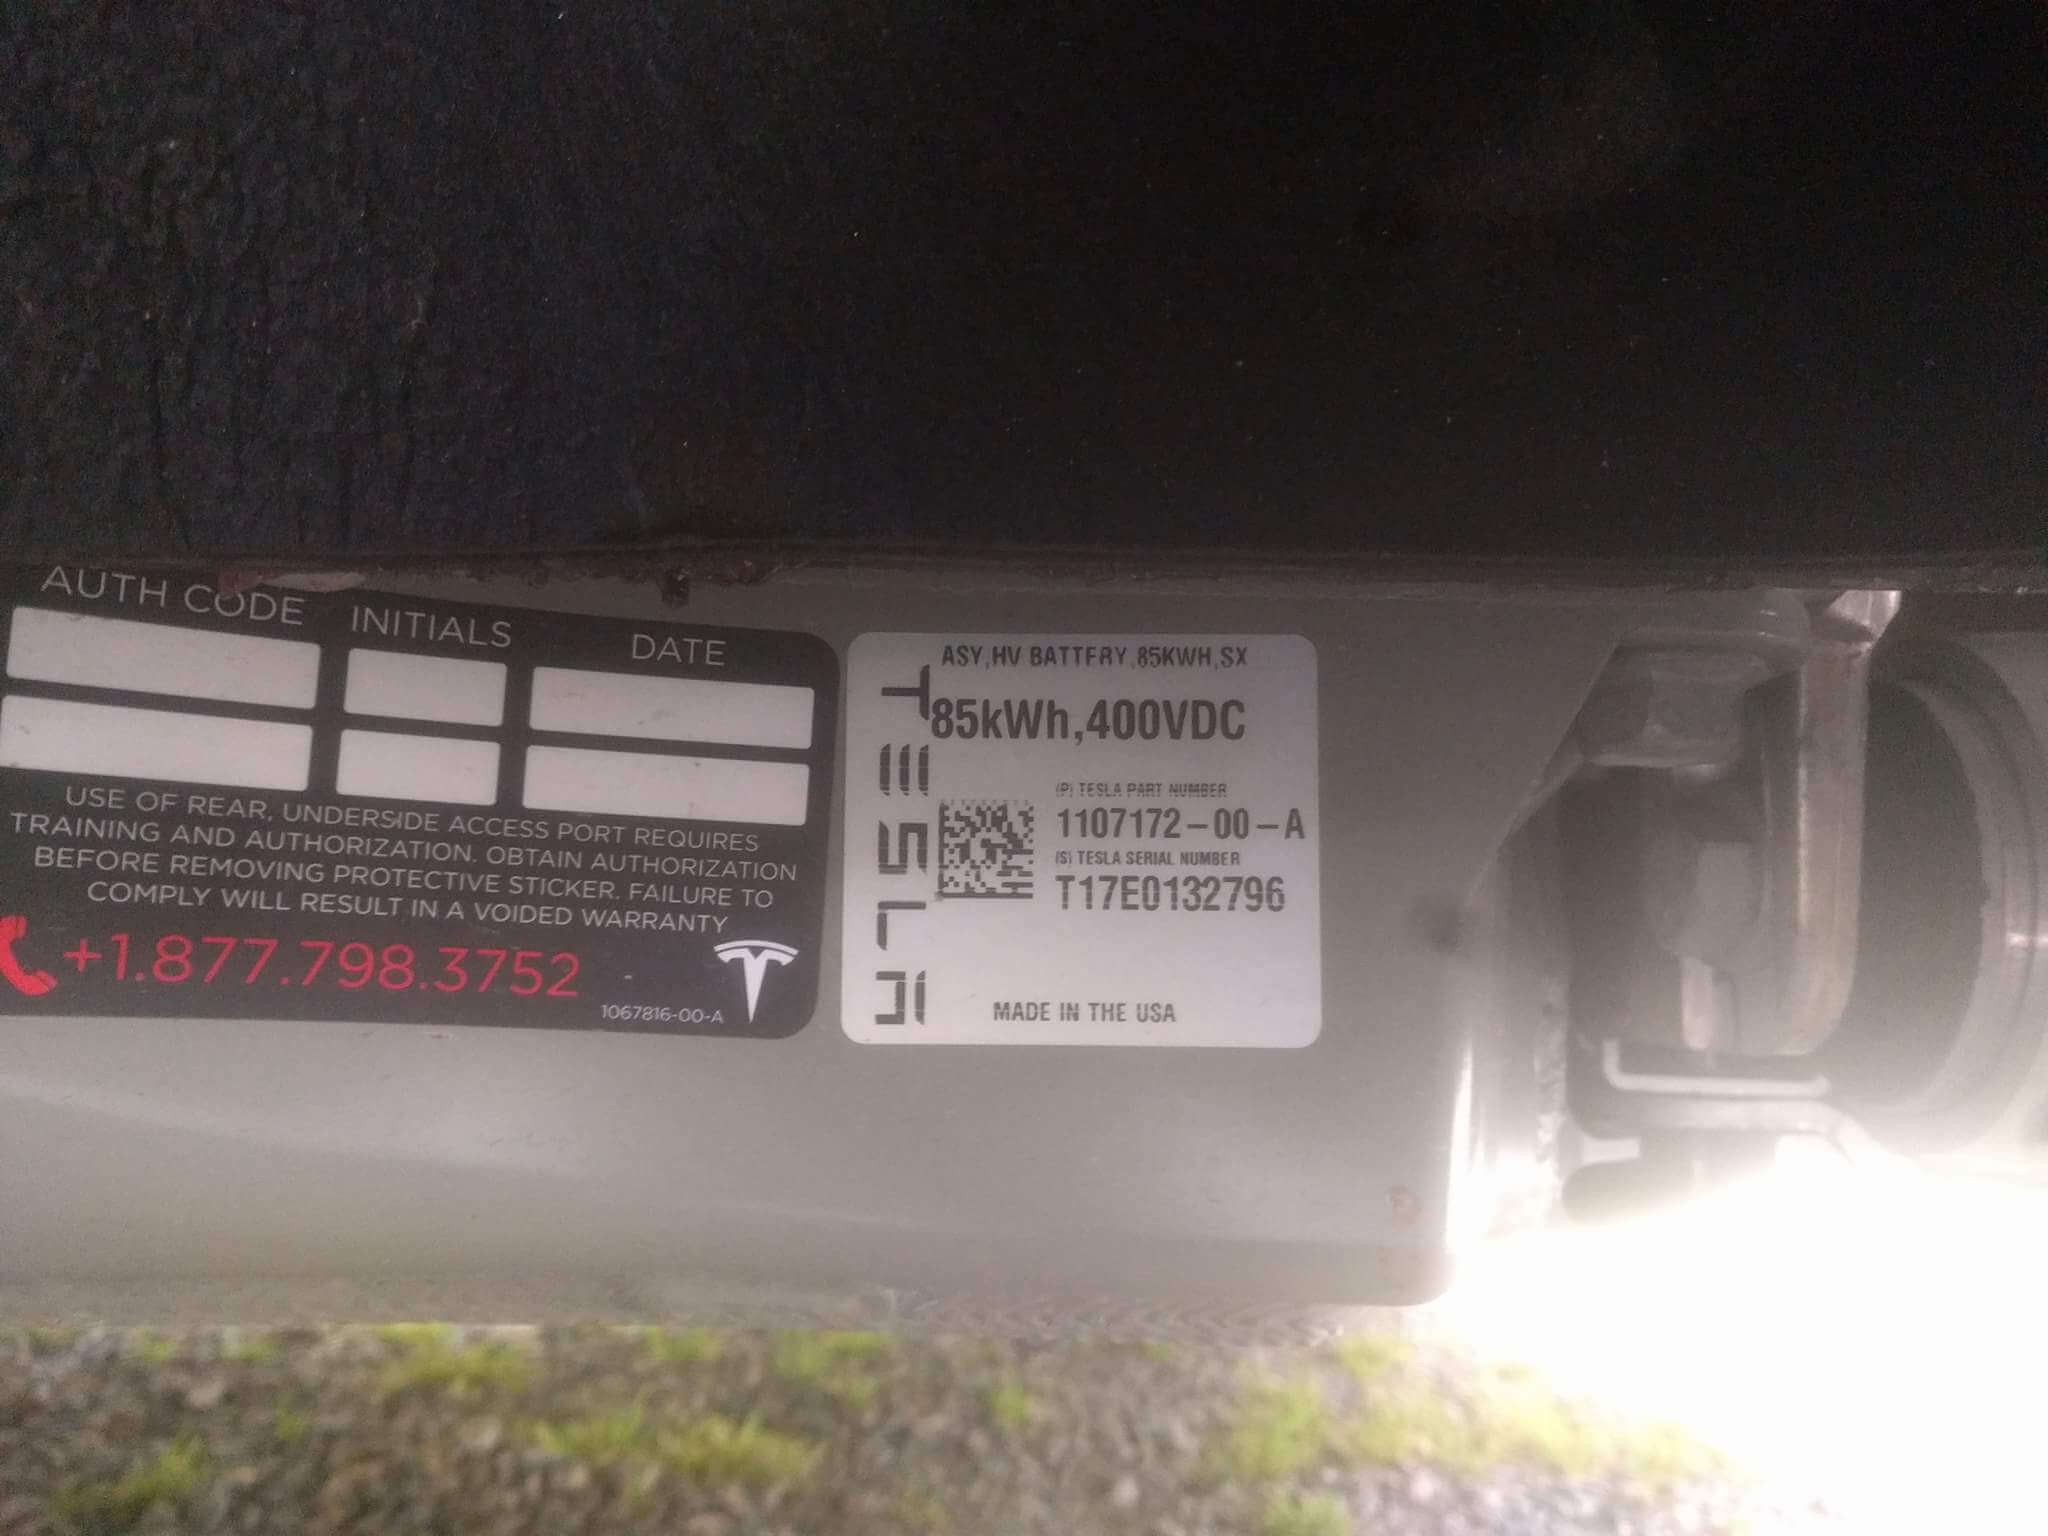 AUTH CODE INITIALS DATE
USE OF REAR, UNDERSIDE ACCESS PORT REQUIRES
TRAINING AND AUTHORIZATION. OBTAIN AUTHORIZATION
BEFORE REMOVING PROTECTIVE STICKER. FAILURE TO
COMPLY WILL RESULT IN A VOIDED WARRANTY
+1.877.798.3752
1067816-00-A
TESLA
ASY,HV BATTERY,85KWH,SX
85kWh,400VDC
(P) TESLA PART NUMBER
1107172-00-A
(S) TESLA SERIAL NUMBER
T17E0132796
MADE IN THE USA